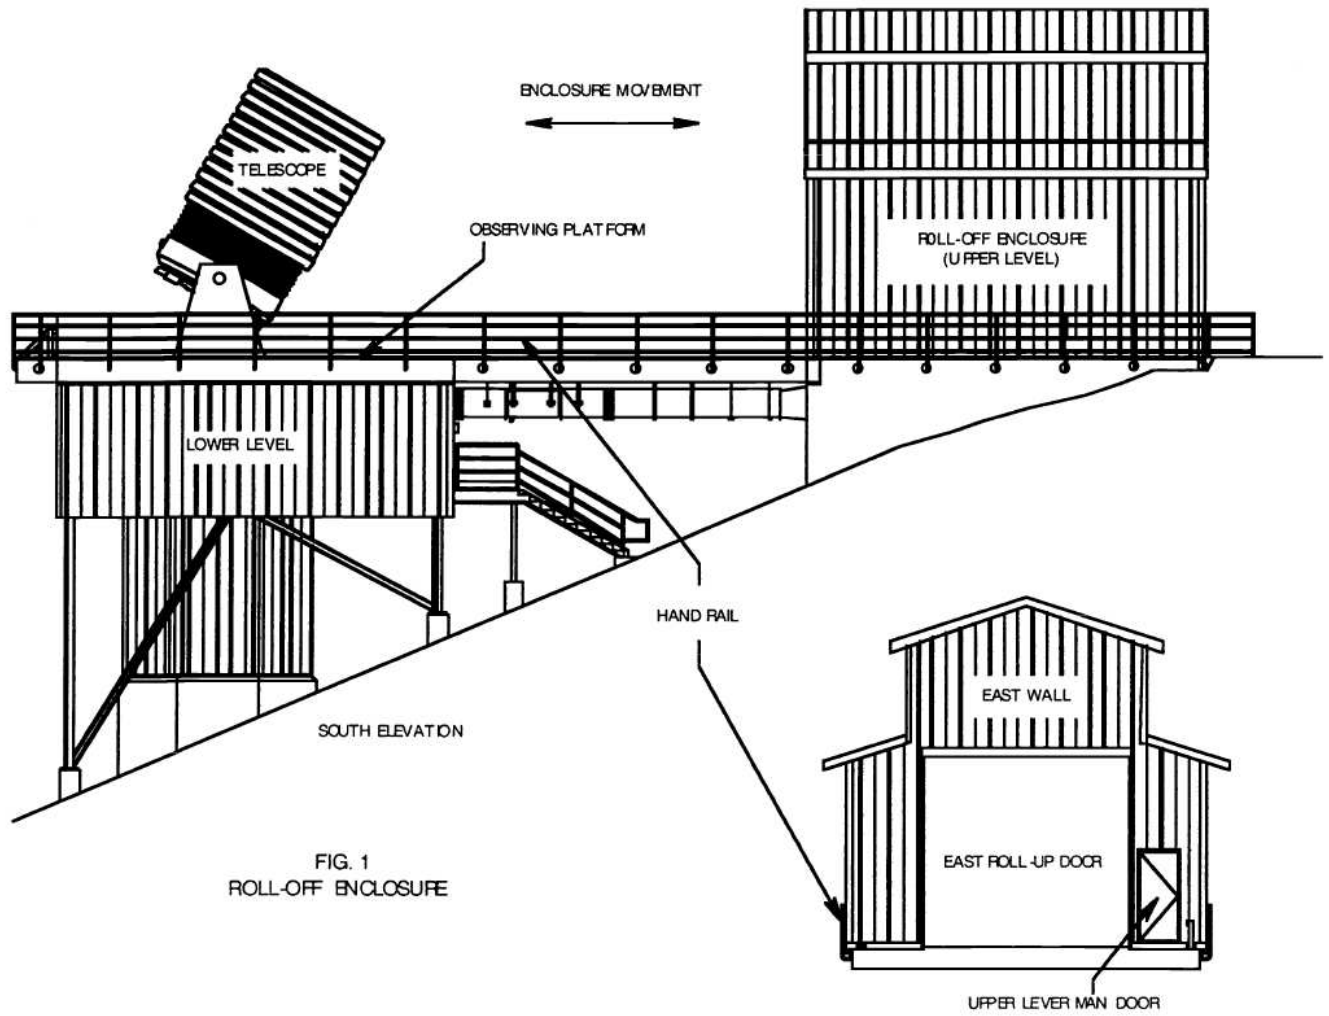 ENCLOSURE MOVEMENT
TELESCOPE
OBSERVING PLATFORM
ROLL-OFF ENCLOSURE
(UPPER LEVEL)
LOWER LEVEL
HAND RAIL
EAST WALL
SOUTH ELEVATION
EAST ROLL-UP DOOR
FIG. 1
ROLL-OFF ENCLOSURE
UPPER LEVER MAN DOOR